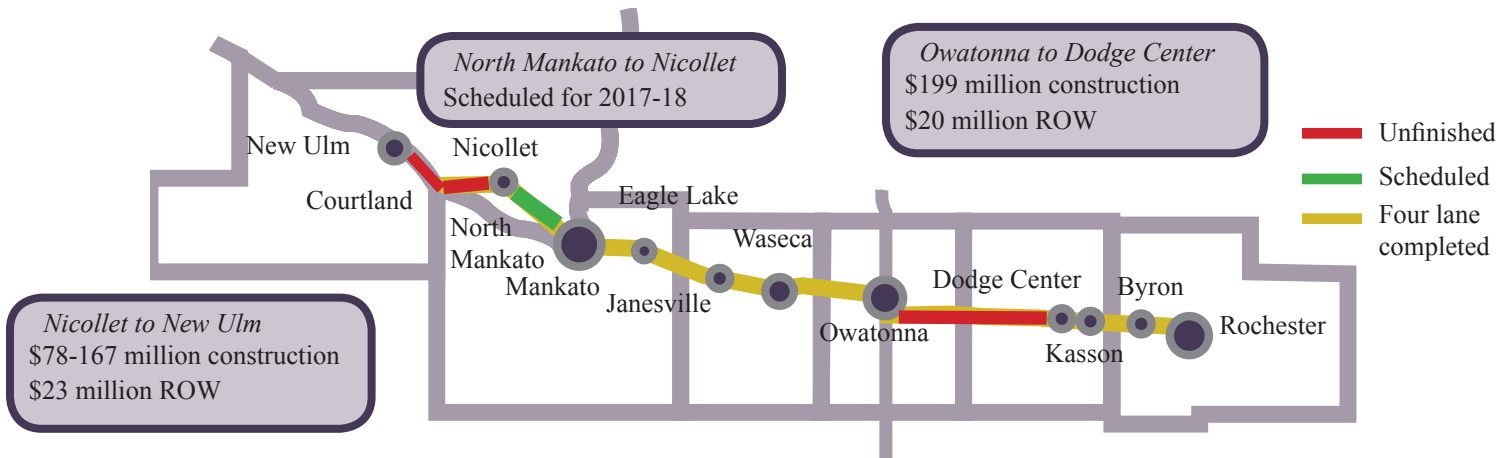 North Mankato to Nicollet
Scheduled for 2017-18
Owatonna to Dodge Center
$199 million construction
$20 million ROW
Unfinished
Scheduled
Four lane
completed
New Ulm
Nicollet
Courtland
Eagle Lake
North
Mankato
Mankato
Waseca
Janesville
Dodge Center
Owatonna
Byron
Kasson
Rochester
Nicollet to New Ulm
$78-167 million construction
$23 million ROW